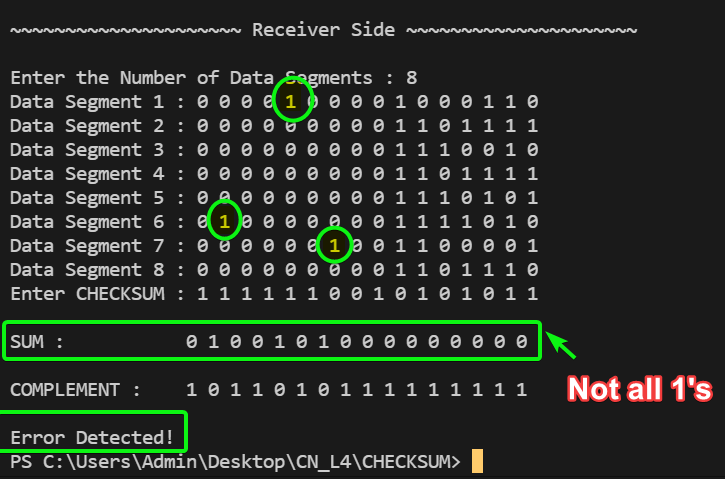 ~~~~~~~~~~~~~~~~~~~~~ Receiver Side ~~~~~~~~~~~~~~~~~~~~~
Enter the Number of Data Segments : 8
Data Segment 1 : 0 0 0 0 1 0 0 0 0 1 0 0 0 1 1 0
Data Segment 2 : 0 0 0 0 0 0 0 0 0 1 1 0 1 1 1 1
Data Segment 3 : 0 0 0 0 0 0 0 0 0 1 1 1 0 0 1 0
Data Segment 4 : 0 0 0 0 0 0 0 0 0 1 1 0 1 1 1 1
Data Segment 5 : 0 0 0 0 0 0 0 0 0 1 1 1 0 1 0 1
Data Segment 6 : 0 1 0 0 0 0 0 0 0 1 1 1 1 0 1 0
Data Segment 7 : 0 0 0 0 0 0 1 0 0 1 1 0 0 0 0 1
Data Segment 8 : 0 0 0 0 0 0 0 0 0 1 1 0 1 1 1 0
Enter CHECKSUM : 1 1 1 1 1 1 0 0 1 0 1 0 1 0 1 1
SUM : 0 1 0 0 1 0 1 0 0 0 0 0 0 0 0 0
Not all 1's
COMPLEMENT : 1 0 1 1 0 1 0 1 1 1 1 1 1 1 1 1
Error Detected!
PS C:\Users\Admin\Desktop\CN_L4\CHECKSUM>